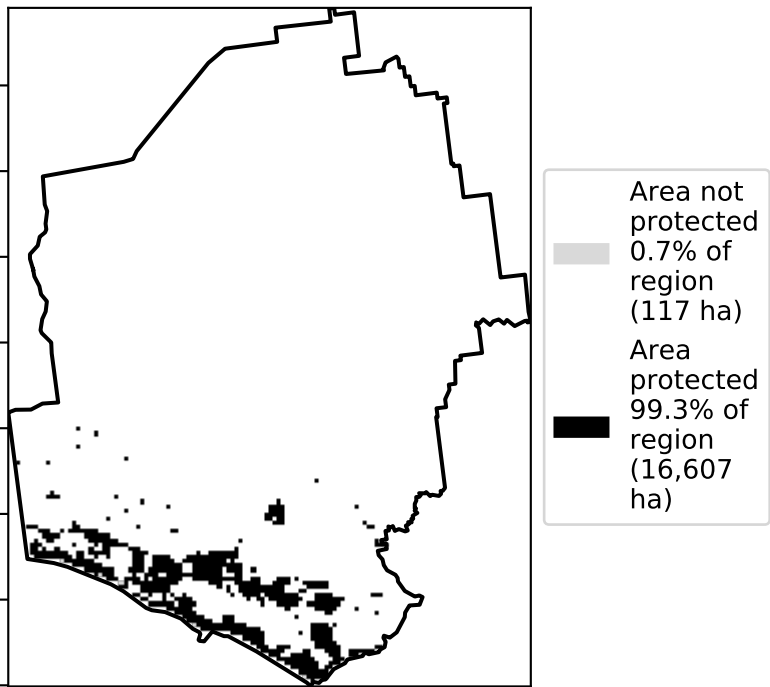 Area not
protected
0.7% of
region
(117 ha)
Area
protected
99.3% of
region
(16,607
ha)